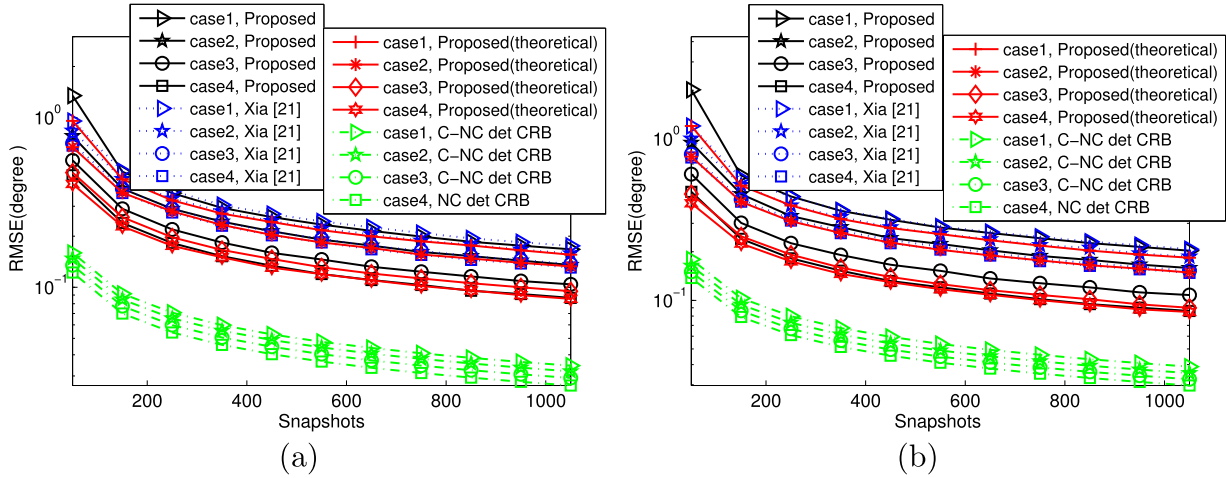 case1, Proposed
case2, Proposed
case3, Proposed
case4, Proposed
case1, Xia [21]
case2, Xia [21]
case3, Xia [21]
case4, Xia [21]
case1, Proposed(theoretical)
case2, Proposed(theoretical)
case3, Proposed(theoretical)
case4, Proposed(theoretical)
case1, C−NC det CRB
case2, C−NC det CRB
case3, C−NC det CRB
case4, NC det CRB
RMSE(degree )
10^0
10^−1
200 400 600 800 1000
Snapshots
(a)
case1, Proposed
case2, Proposed
case3, Proposed
case4, Proposed
case1, Xia [21]
case2, Xia [21]
case3, Xia [21]
case4, Xia [21]
case1, Proposed(theoretical)
case2, Proposed(theoretical)
case3, Proposed(theoretical)
case4, Proposed(theoretical)
case1, C−NC det CRB
case2, C−NC det CRB
case3, C−NC det CRB
case4, NC det CRB
RMSE(degree)
10^0
10^−1
200 400 600 800 1000
Snapshots
(b)